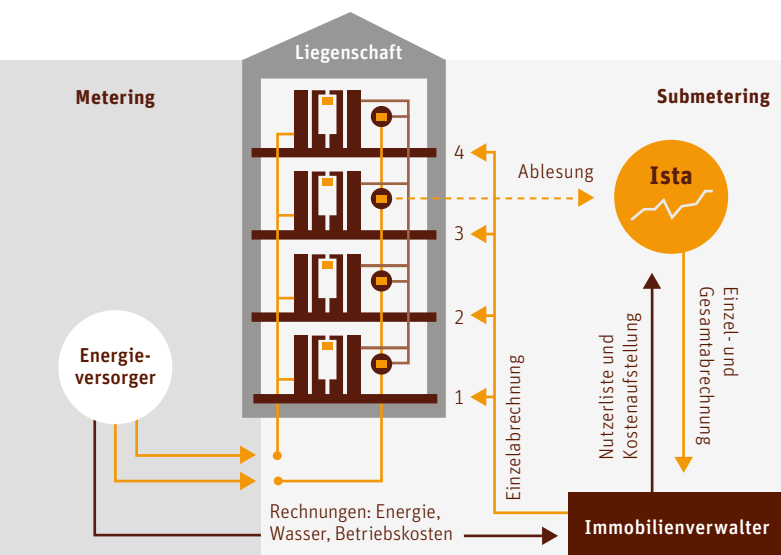 Liegenschaft
Metering
Submetering
4
Ablesung
Ista
3
2
1
Energie-
versorger
Einzelabrechnung
Nutzerliste und
Kostenaufstellung
Einzel- und
Gesamtabrechnung
Rechnungen: Energie,
Wasser, Betriebskosten
Immobilienverwalter